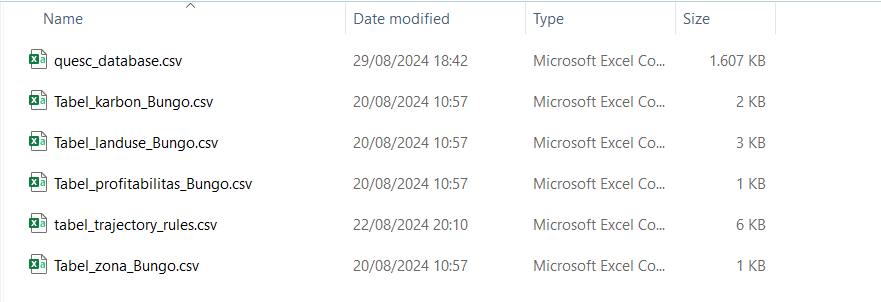 Name Date modified Type Size
quesc_database.csv 29/08/2024 18:42 Microsoft Excel Co... 1.607 KB
Tabel_karbon_Bungo.csv 20/08/2024 10:57 Microsoft Excel Co... 2 KB
Tabel_landuse_Bungo.csv 20/08/2024 10:57 Microsoft Excel Co... 3 KB
Tabel_profitabilitas_Bungo.csv 20/08/2024 10:57 Microsoft Excel Co... 1 KB
tabel_trajectory_rules.csv 22/08/2024 20:10 Microsoft Excel Co... 6 KB
Tabel_zona_Bungo.csv 20/08/2024 10:57 Microsoft Excel Co... 1 KB